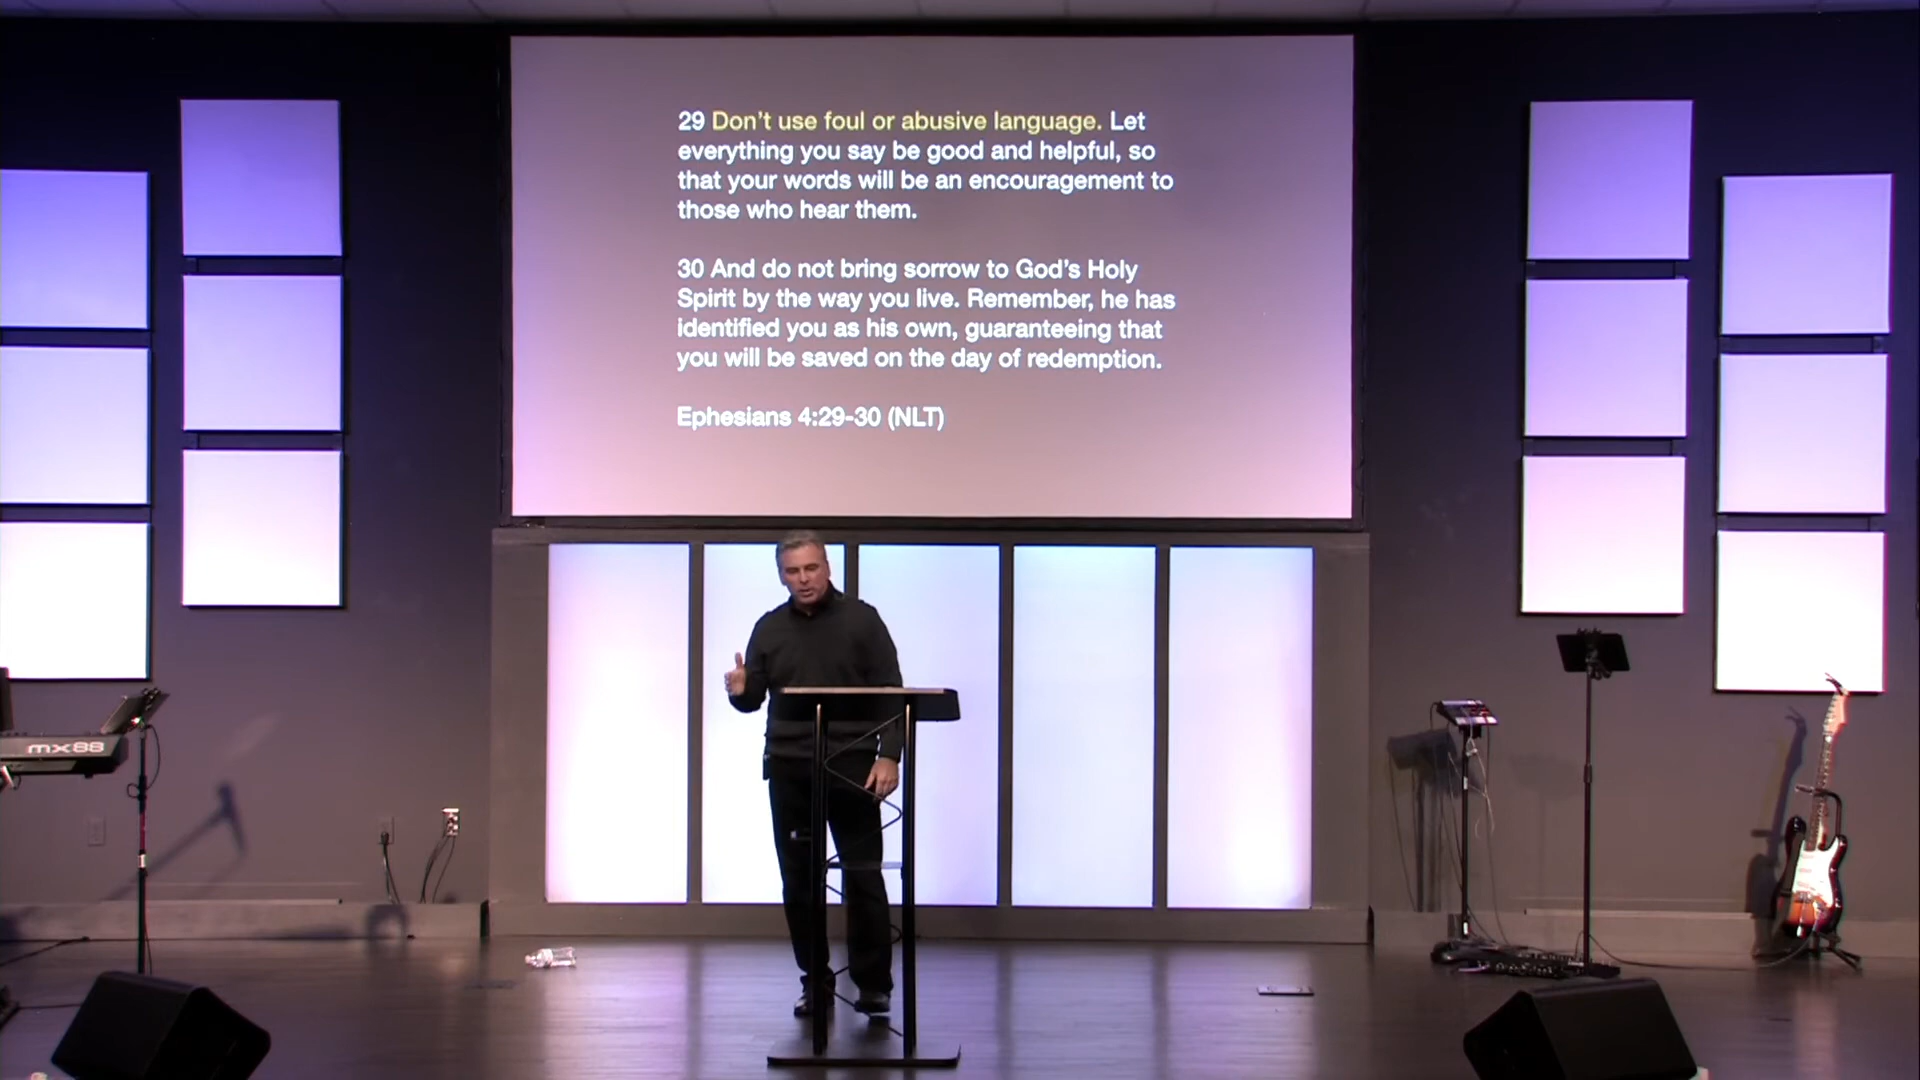 29 Don't use foul or abusive language. Let
everything you say be good and helpful, so
that your words will be an encouragement to
those who hear them.
30 And do not bring sorrow to God's Holy
Spirit by the way you live. Remember, he has
identified you as his own, guaranteeing that
you will be saved on the day of redemption.
Ephesians 4:29-30 (NLT)
mx88